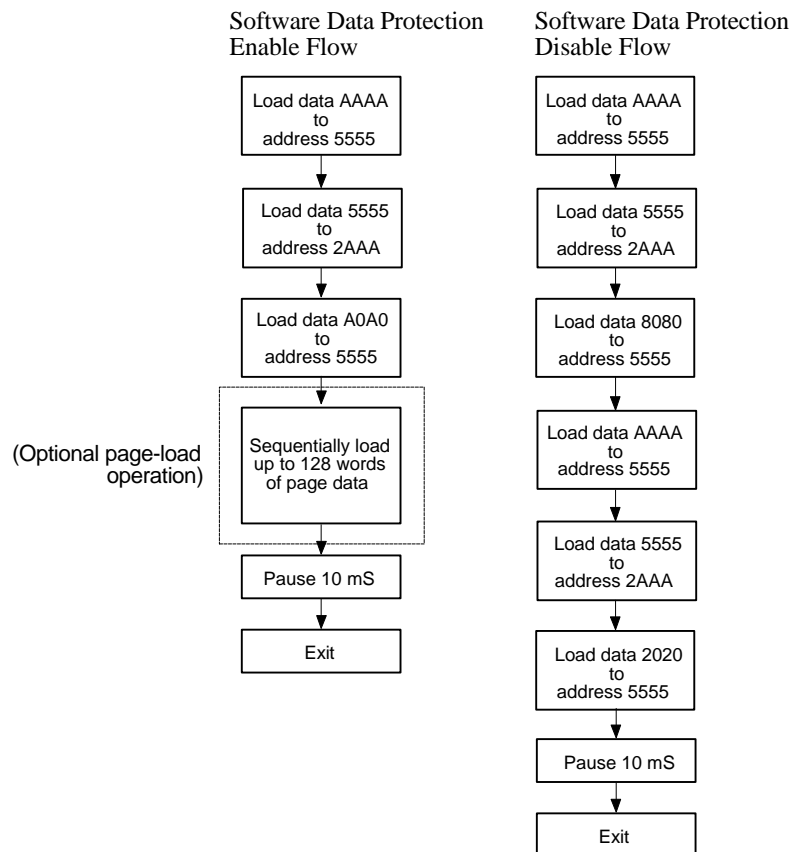 Software Data Protection
Enable Flow
Load data AAAA
to
address 5555
Load data 5555
to
address 2AAA
Load data A0A0
to
address 5555
(Optional page-load
operation)
Sequentially load
up to 128 words
of page data
Pause 10 mS
Exit
Software Data Protection
Disable Flow
Load data AAAA
to
address 5555
Load data 5555
to
address 2AAA
Load data 8080
to
address 5555
Load data AAAA
to
address 5555
Load data 5555
to
address 2AAA
Load data 2020
to
address 5555
Pause 10 mS
Exit